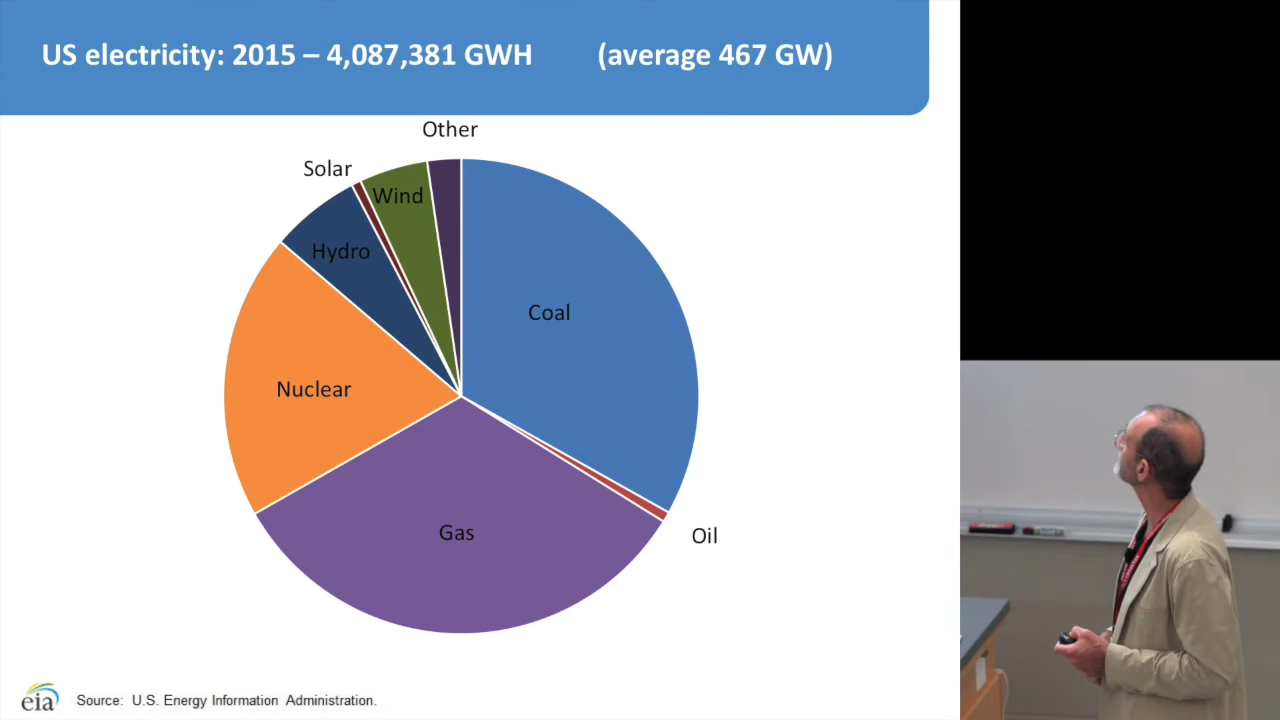 US electricity: 2015 – 4,087,381 GWH (average 467 GW)
Other
Solar
Wind
Hydro
Coal
Nuclear
Gas
Oil
eia
Source: U.S. Energy Information Administration.